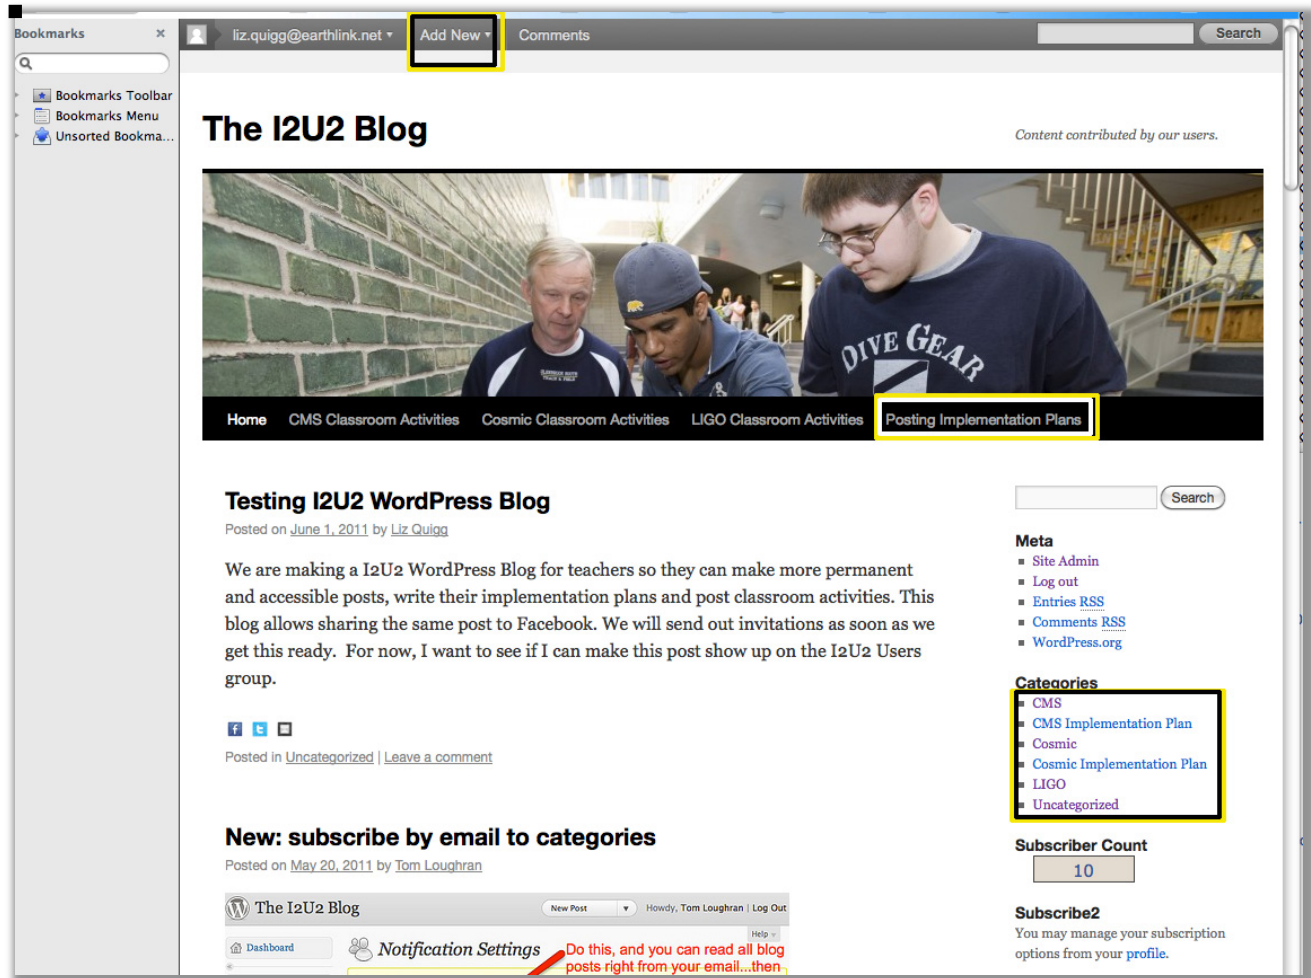 Bookmarks
liz.quigg@earthlink.net
Add New
Comments
Search
Bookmarks Toolbar
Bookmarks Menu
Unsorted Bookma...
The I2U2 Blog
Content contributed by our users.
DIVE GEAR
Home
CMS Classroom Activities
Cosmic Classroom Activities
LIGO Classroom Activities
Posting Implementation Plans
Testing I2U2 WordPress Blog
Posted on June 1, 2011 by Liz Quigg
We are making a I2U2 WordPress Blog for teachers so they can make more permanent
and accessible posts, write their implementation plans and post classroom activities. This
blog allows sharing the same post to Facebook. We will send out invitations as soon as we
get this ready. For now, I want to see if I can make this post show up on the I2U2 Users
group.
Posted in Uncategorized | Leave a comment
New: subscribe by email to categories
Posted on May 20, 2011 by Tom Loughran
The I2U2 Blog
New Post
Howdy, Tom Loughran | Log Out
Help
Dashboard
Notification Settings
Do this, and you can read all blog
posts right from your email...then
Search
Meta
Site Admin
Log out
Entries RSS
Comments RSS
WordPress.org
Categories
CMS
CMS Implementation Plan
Cosmic
Cosmic Implementation Plan
LIGO
Uncategorized
Subscriber Count
10
Subscribe2
You may manage your subscription
options from your profile.